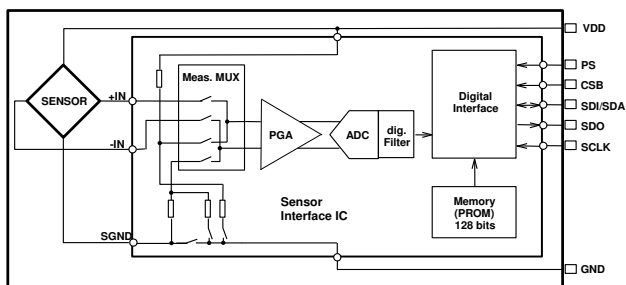 VDD
PS
CSB
SDI/SDA
SDO
SCLK
GND
SENSOR
+IN
-IN
SGND
Meas. MUX
PGA
ADC
dig.
Filter
Digital
Interface
Memory
(PROM)
128 bits
Sensor
Interface IC